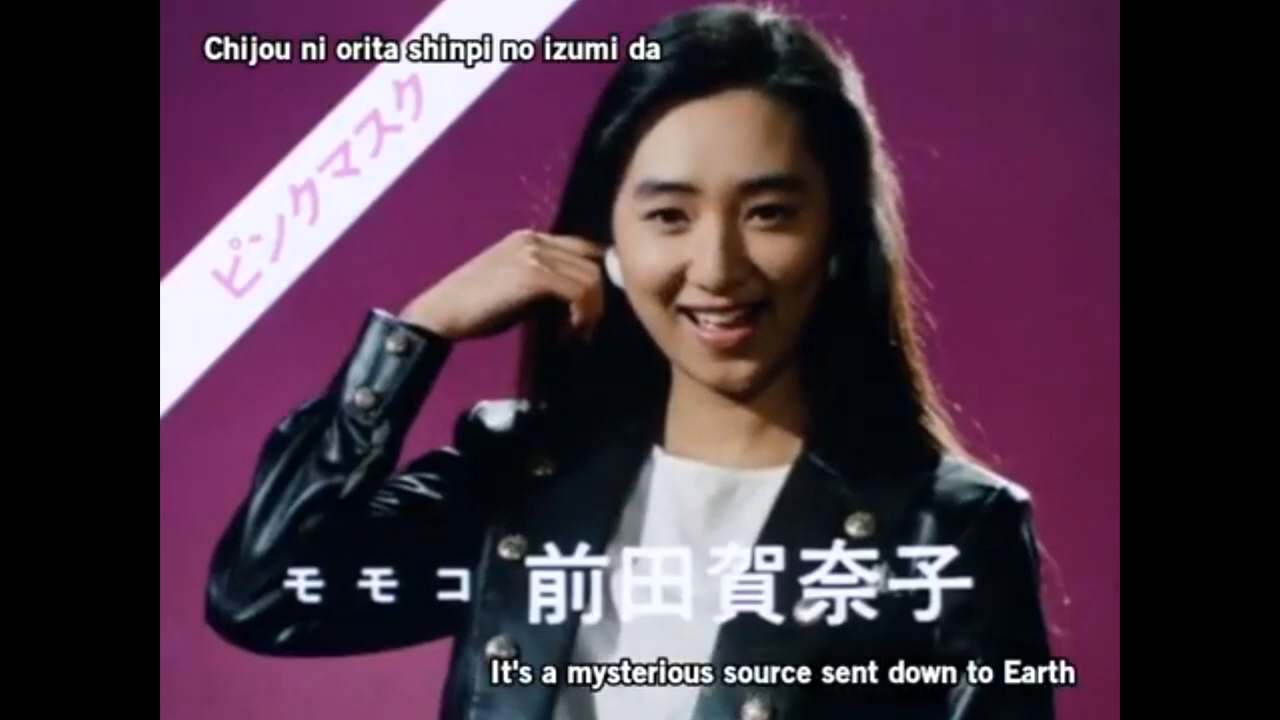 Chijou ni orita shinpi no izumi da
ピンクマスク
モモコ 前田賀奈子
It's a mysterious source sent down to Earth